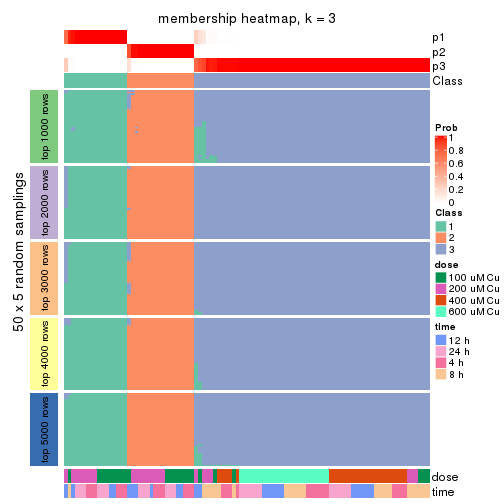 membership heatmap, k = 3
p1
p2
p3
Class
50 x 5 random samplings
top 1000 rows
top 2000 rows
top 3000 rows
top 4000 rows
top 5000 rows
Prob
1
0.8
0.6
0.4
0.2
0
Class
1
2
3
dose
100 uM Cu
200 uM Cu
400 uM Cu
600 uM Cu
time
12 h
24 h
4 h
8 h
dose
time